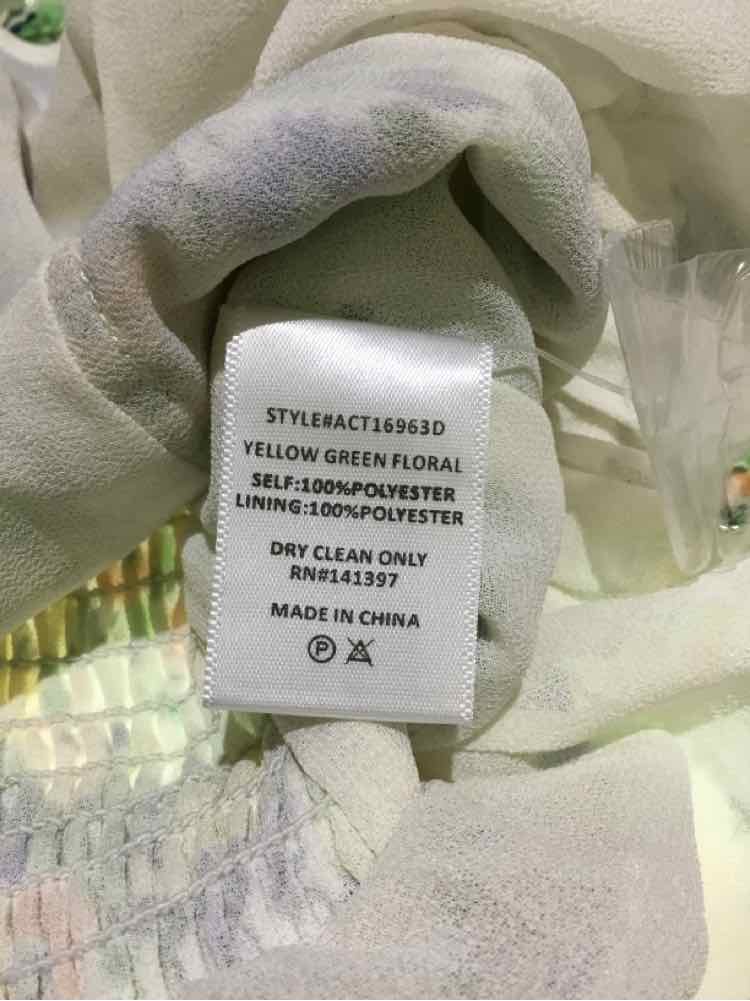 STYLE#ACT16963D
YELLOW GREEN FLORAL
SELF:100%POLYESTER
LINING:100%POLYESTER
DRY CLEAN ONLY
RN#141397
MADE IN CHINA
P